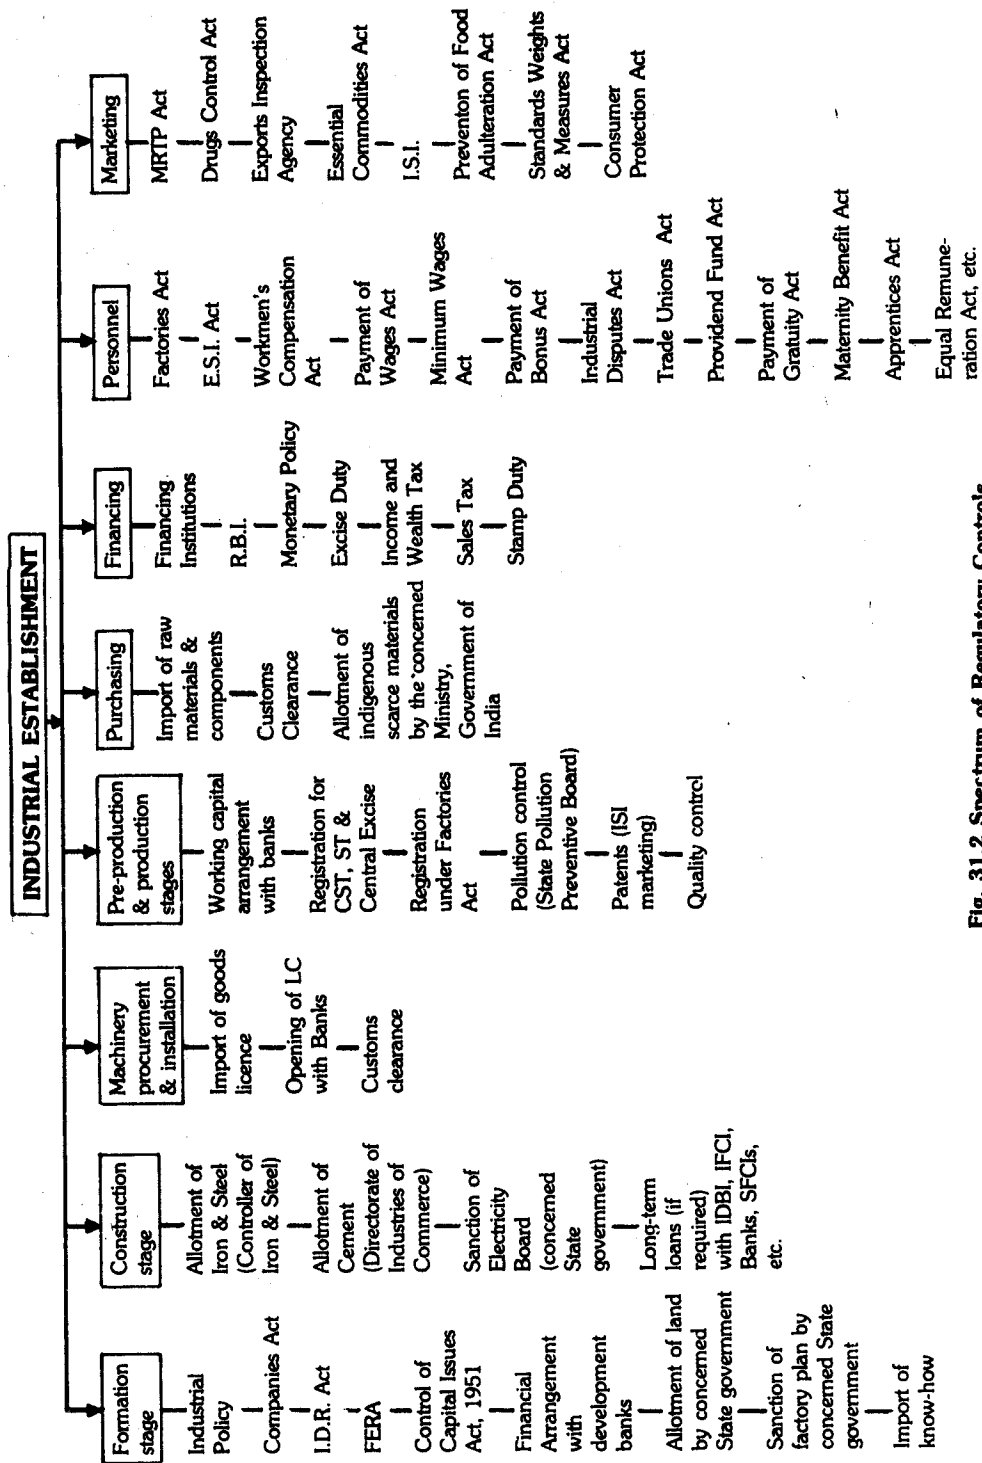 INDUSTRIAL ESTABLISHMENT
Formation
stage
Industrial
Policy
Companies Act
I.D.R. Act
FERA
Control of
Capital Issues
Act, 1951
Financial
Arrangement
with
development
banks
Allotment of land
by concerned
State government
Sanction of
factory plan by
concerned State
government
Import of
know-how
Construction
stage
Allotment of
Iron & Steel
(Controller of
Iron & Steel)
Allotment of
Cement
(Directorate of
Industries of
Commerce)
Sanction of
Electricity
Board
(concerned
State
government)
Long-term
loans (if
required)
with IDBI, IFCI,
Banks, SFCIs,
etc.
Machinery
procurement
& installation
Import of goods
licence
Opening of LC
with Banks
Customs
clearance
Pre-production
& production
stages
Working capital
arrangement
with banks
Registration for
CST, ST &
Central Excise
Registration
under Factories
Act
Pollution control
(State Pollution
Preventive Board)
Patents (ISI
marketing)
Quality control
Purchasing
Import of raw
materials &
components
Customs
Clearance
Allotment of
indigenous
scarce materials
by the concerned
Ministry,
Government of
India
Financing
Financing
Institutions
R.B.I.
Monetary Policy
Excise Duty
Income and
Wealth Tax
Sales Tax
Stamp Duty
Personnel
Factories Act
E.S.I. Act
Workmen's
Compensation
Act
Payment of
Wages Act
Minimum Wages
Act
Payment of
Bonus Act
Industrial
Disputes Act
Trade Unions Act
Providend Fund Act
Payment of
Gratuity Act
Maternity Benefit Act
Apprentices Act
Equal Remune-
ration Act, etc.
Marketing
MRTP Act
Drugs Control Act
Exports Inspection
Agency
Essential
Commodities Act
I.S.I.
Preventon of Food
Adulteration Act
Standards Weights
& Measures Act
Consumer
Protection Act
Fig. 31.2 Spectrum of Regulatory Controls